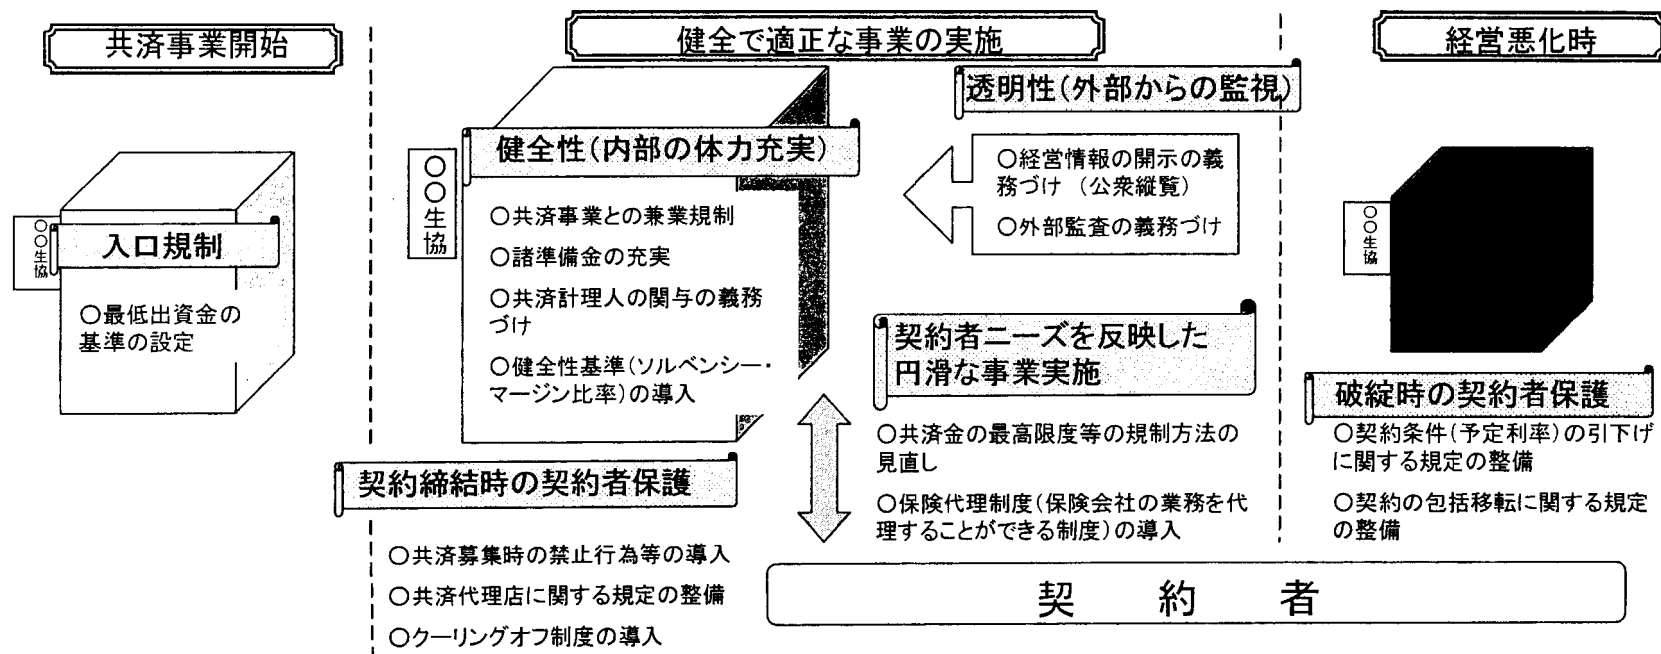 共済事業開始
健全で適正な事業の実施
経営悪化時
○○生協
入口規制
○最低出資金の
基準の設定
○○生協
健全性(内部の体力充実)
○共済事業との兼業規制
○諸準備金の充実
○共済計理人の関与の義務
づけ
○健全性基準(ソルベンシー・
マージン比率)の導入
透明性(外部からの監視)
○経営情報の開示の義
務づけ (公衆縦覧)
○外部監査の義務づけ
契約者ニーズを反映した
円滑な事業実施
○共済金の最高限度等の規制方法の
見直し
○保険代理制度(保険会社の業務を代
理することができる制度)の導入
契約締結時の契約者保護
○共済募集時の禁止行為等の導入
○共済代理店に関する規定の整備
○クーリングオフ制度の導入
○○生協
破綻時の契約者保護
○契約条件(予定利率)の引下げ
に関する規定の整備
○契約の包括移転に関する規定
の整備
契 約 者